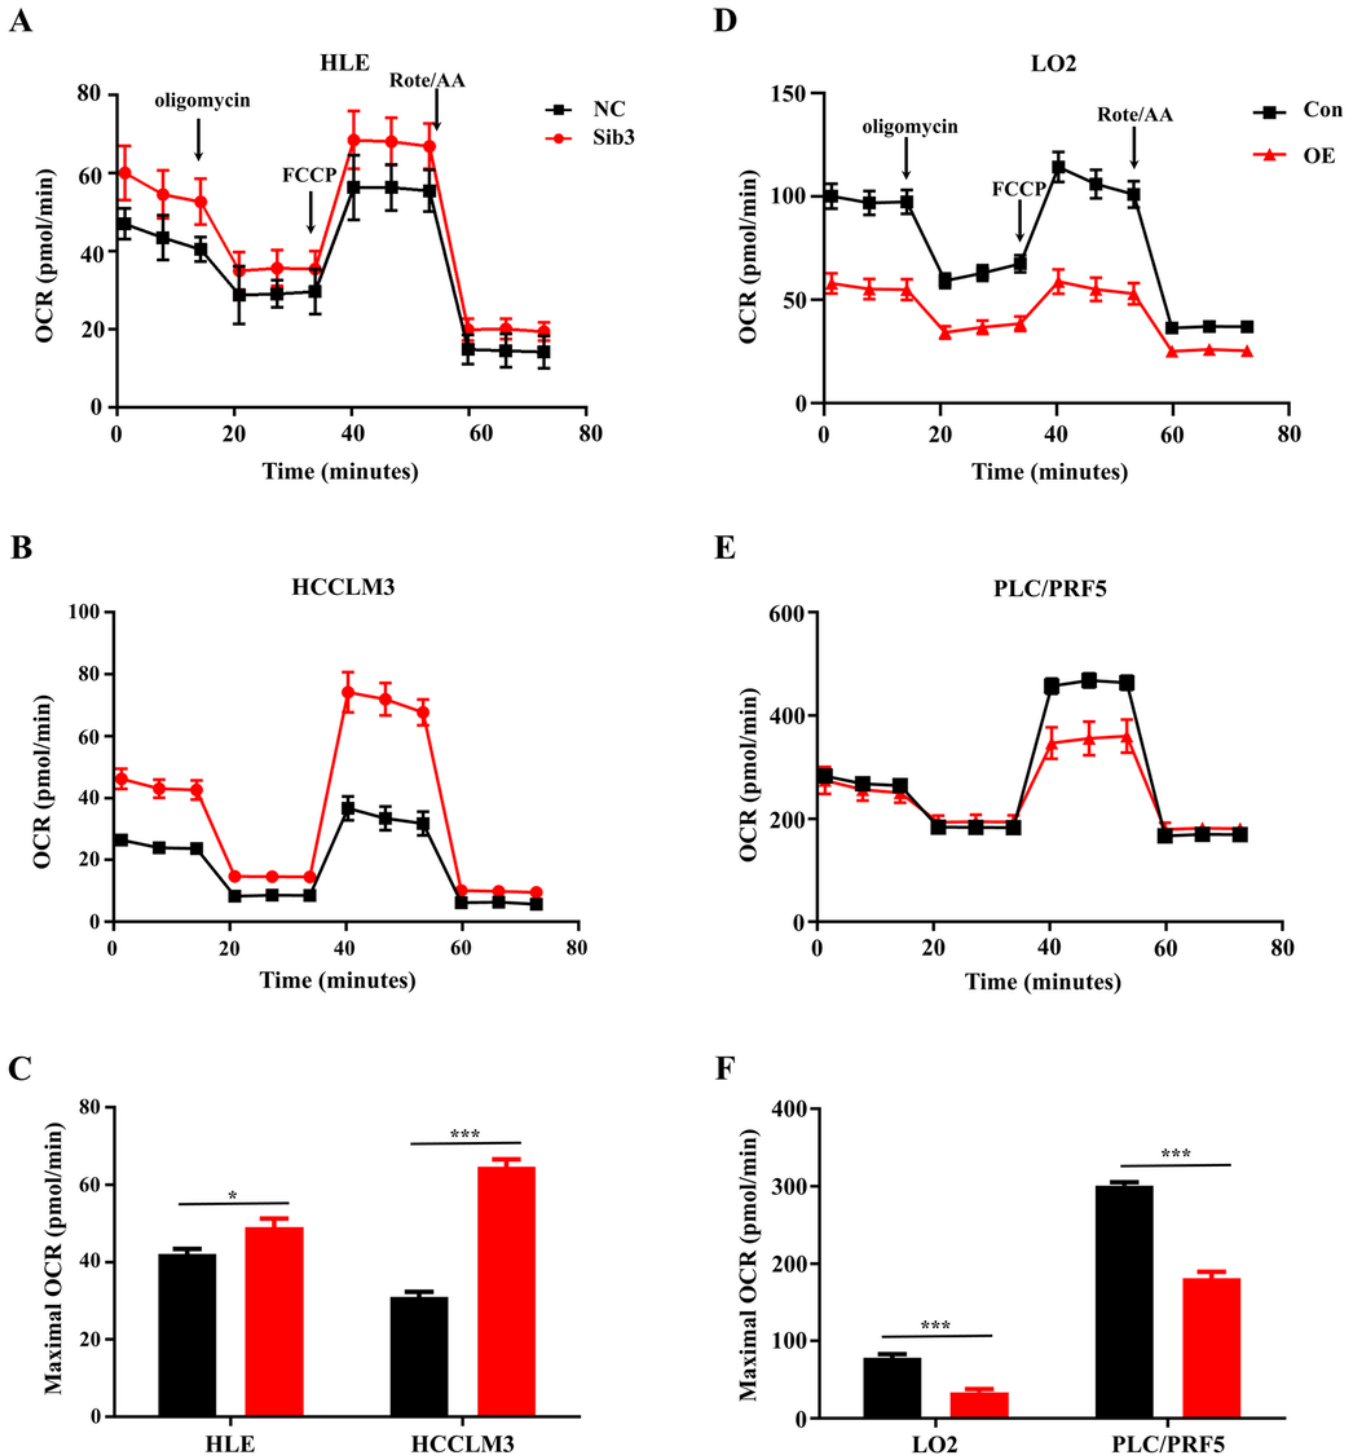 A
HLE
oligomycin
FCCP
Rote/AA
NC
Sib3
OCR (pmol/min)
80
60
40
20
0
0 20 40 60 80
Time (minutes)
D
LO2
oligomycin
FCCP
Rote/AA
Con
OE
OCR (pmol/min)
150
100
50
0
0 20 40 60 80
Time (minutes)
B
HCCLM3
OCR (pmol/min)
100
80
60
40
20
0
0 20 40 60 80
Time (minutes)
E
PLC/PRF5
OCR (pmol/min)
600
400
200
0
0 20 40 60 80
Time (minutes)
C
Maximal OCR (pmol/min)
80
60
40
20
0
*
***
HLE HCCLM3
F
Maximal OCR (pmol/min)
400
300
200
100
0
***
***
LO2 PLC/PRF5